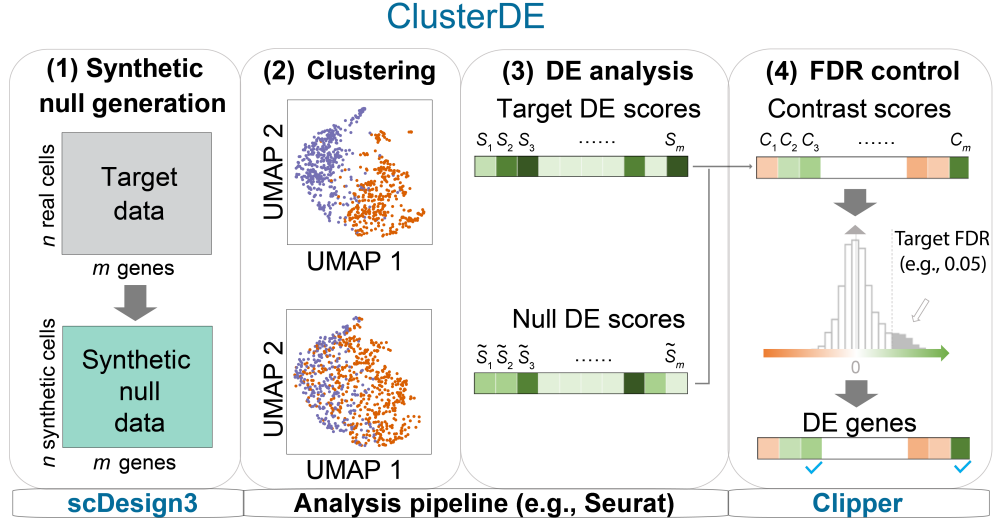 ClusterDE
(1) Synthetic
null generation
n real cells
Target
data
m genes
n synthetic cells
Synthetic
null
data
m genes
scDesign3
(2) Clustering
UMAP 2
UMAP 1
UMAP 2
UMAP 1
(3) DE analysis
Target DE scores
S1 S2 S3 ...... Sm
Null DE scores
S̃1 S̃2 S̃3 ...... S̃m
Analysis pipeline (e.g., Seurat)
(4) FDR control
Contrast scores
C1 C2 C3 ...... Cm
Target FDR
(e.g., 0.05)
0
DE genes
Clipper